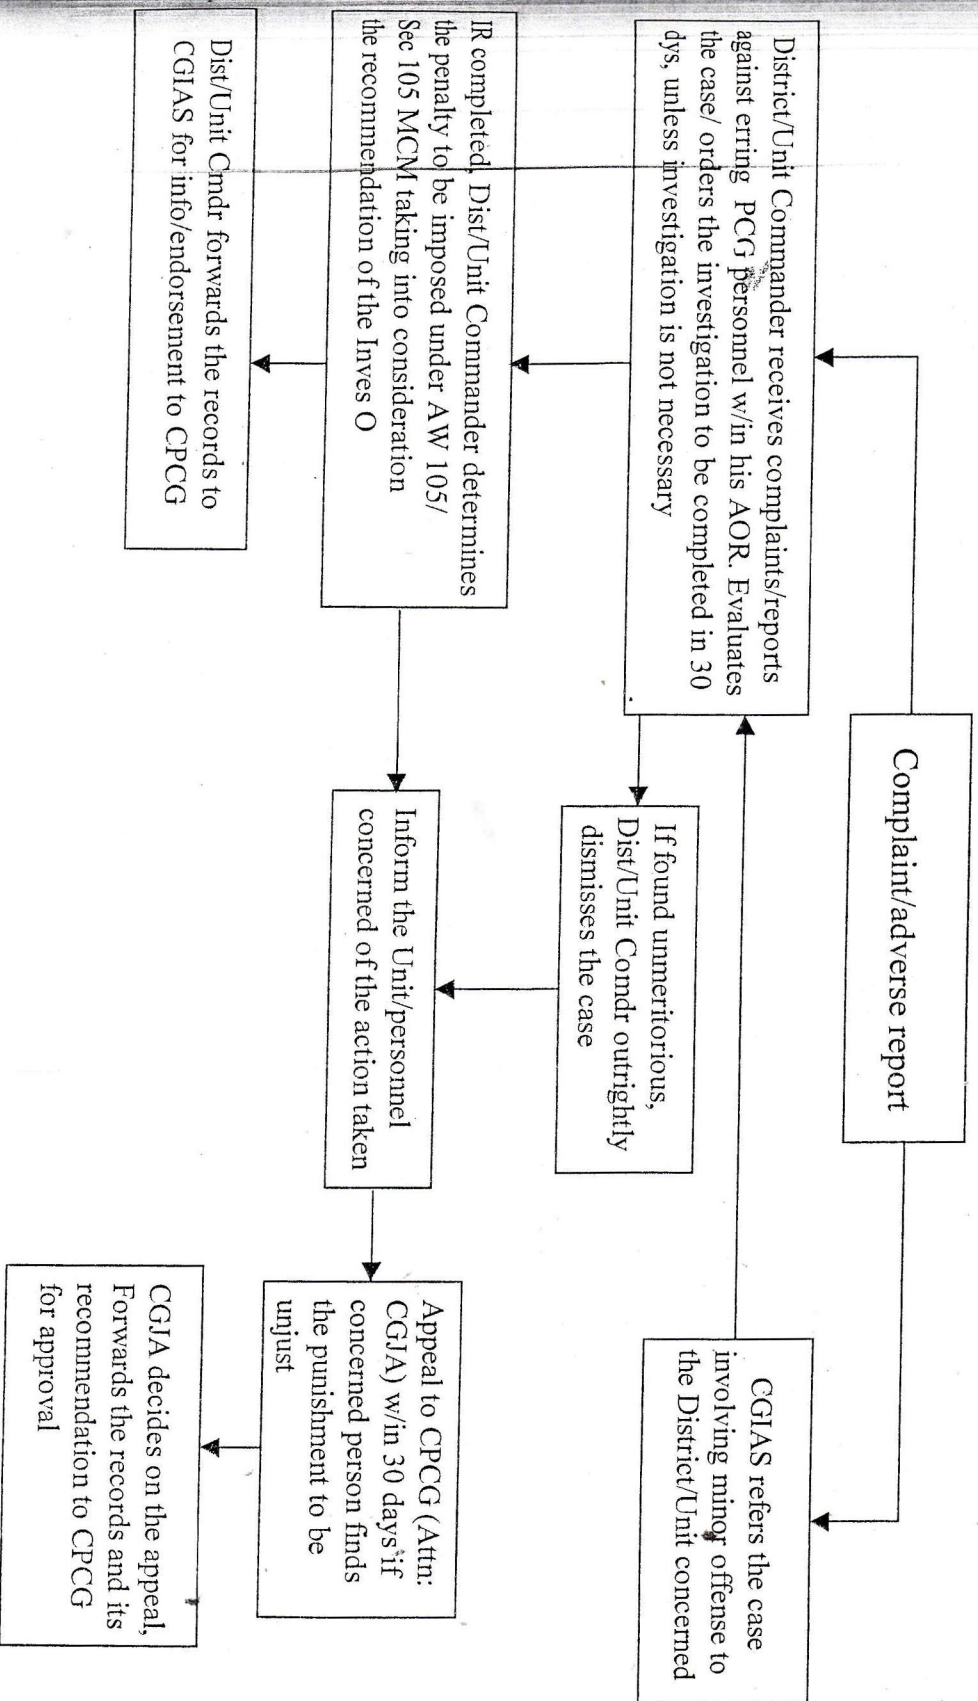 Complaint/adverse report
District/Unit Commander receives complaints/reports
against erring PCG personnel w/in his AOR. Evaluates
the case/ orders the investigation to be completed in 30
dys, unless investigation is not necessary
CGIAS refers the case
involving minor offense to
the District/Unit concerned
If found unmeritorious,
Dist/Unit Comdr outrightly
dismisses the case
IR completed, Dist/Unit Commander determines
the penalty to be imposed under AW 105/
Sec 105 MCM taking into consideration
the recommendation of the Inves O
Inform the Unit/personnel
concerned of the action taken
Appeal to CPCG (Attn:
CGJA) w/in 30 days if
concerned person finds
the punishment to be
unjust
Dist/Unit Cmdr forwards the records to
CGIAS for info/endorsement to CPCG
CGJA decides on the appeal,
Forwards the records and its
recommendation to CPCG
for approval